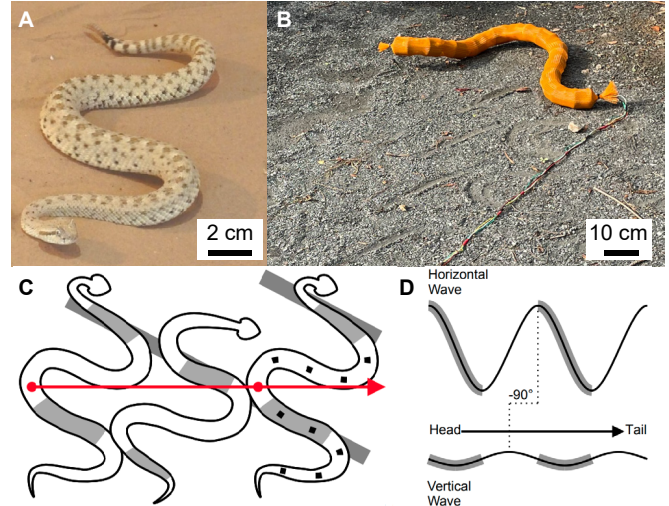 A
2 cm
B
10 cm
C
D
Horizontal
Wave
-90°
Head
Tail
Vertical
Wave